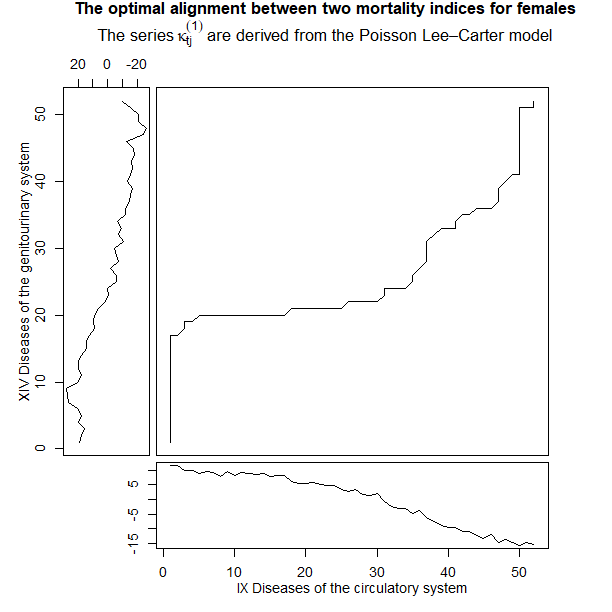 The optimal alignment between two mortality indices for females
The series κtj(1) are derived from the Poisson Lee–Carter model
20 0 -20
XIV Diseases of the genitourinary system
50
40
30
20
10
0
5
-5
-15
0 10 20 30 40 50
IX Diseases of the circulatory system